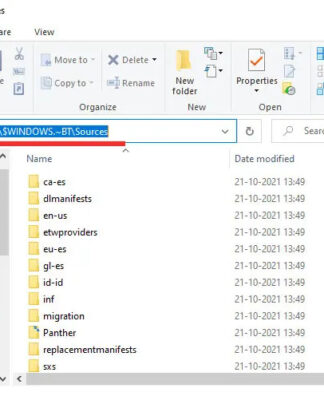 View
Move to
Delete
New
folder
Properties
Copy to
Rename
Organize
New
Open
\$WINDOWS.~BT\Sources
Name
Date modified
ca-es
21-10-2021 13:49
dlmanifests
21-10-2021 13:49
en-us
21-10-2021 13:49
etwproviders
21-10-2021 13:49
eu-es
21-10-2021 13:49
gl-es
21-10-2021 13:49
id-id
21-10-2021 13:49
inf
21-10-2021 13:49
migration
21-10-2021 13:49
Panther
21-10-2021 13:49
replacementmanifests
21-10-2021 13:49
sxs
21-10-2021 13:49